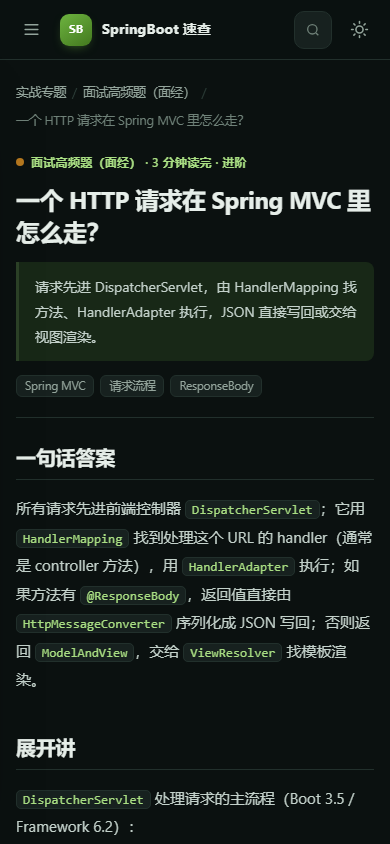 SB SpringBoot 速查
实战专题 / 面试高频题（面经） /
一个 HTTP 请求在 Spring MVC 里怎么走？
面试高频题（面经） · 3 分钟读完 · 进阶
一个 HTTP 请求在 Spring MVC 里
怎么走？
请求先进 DispatcherServlet，由 HandlerMapping 找
方法、HandlerAdapter 执行，JSON 直接写回或交给
视图渲染。
Spring MVC 请求流程 ResponseBody
一句话答案
所有请求先进前端控制器 DispatcherServlet；它用
HandlerMapping 找到处理这个 URL 的 handler（通常
是 controller 方法），用 HandlerAdapter 执行；如
果方法有 @ResponseBody，返回值直接由
HttpMessageConverter 序列化成 JSON 写回；否则返
回 ModelAndView，交给 ViewResolver 找模板渲
染。
展开讲
DispatcherServlet 处理请求的主流程（Boot 3.5 /
Framework 6.2）：